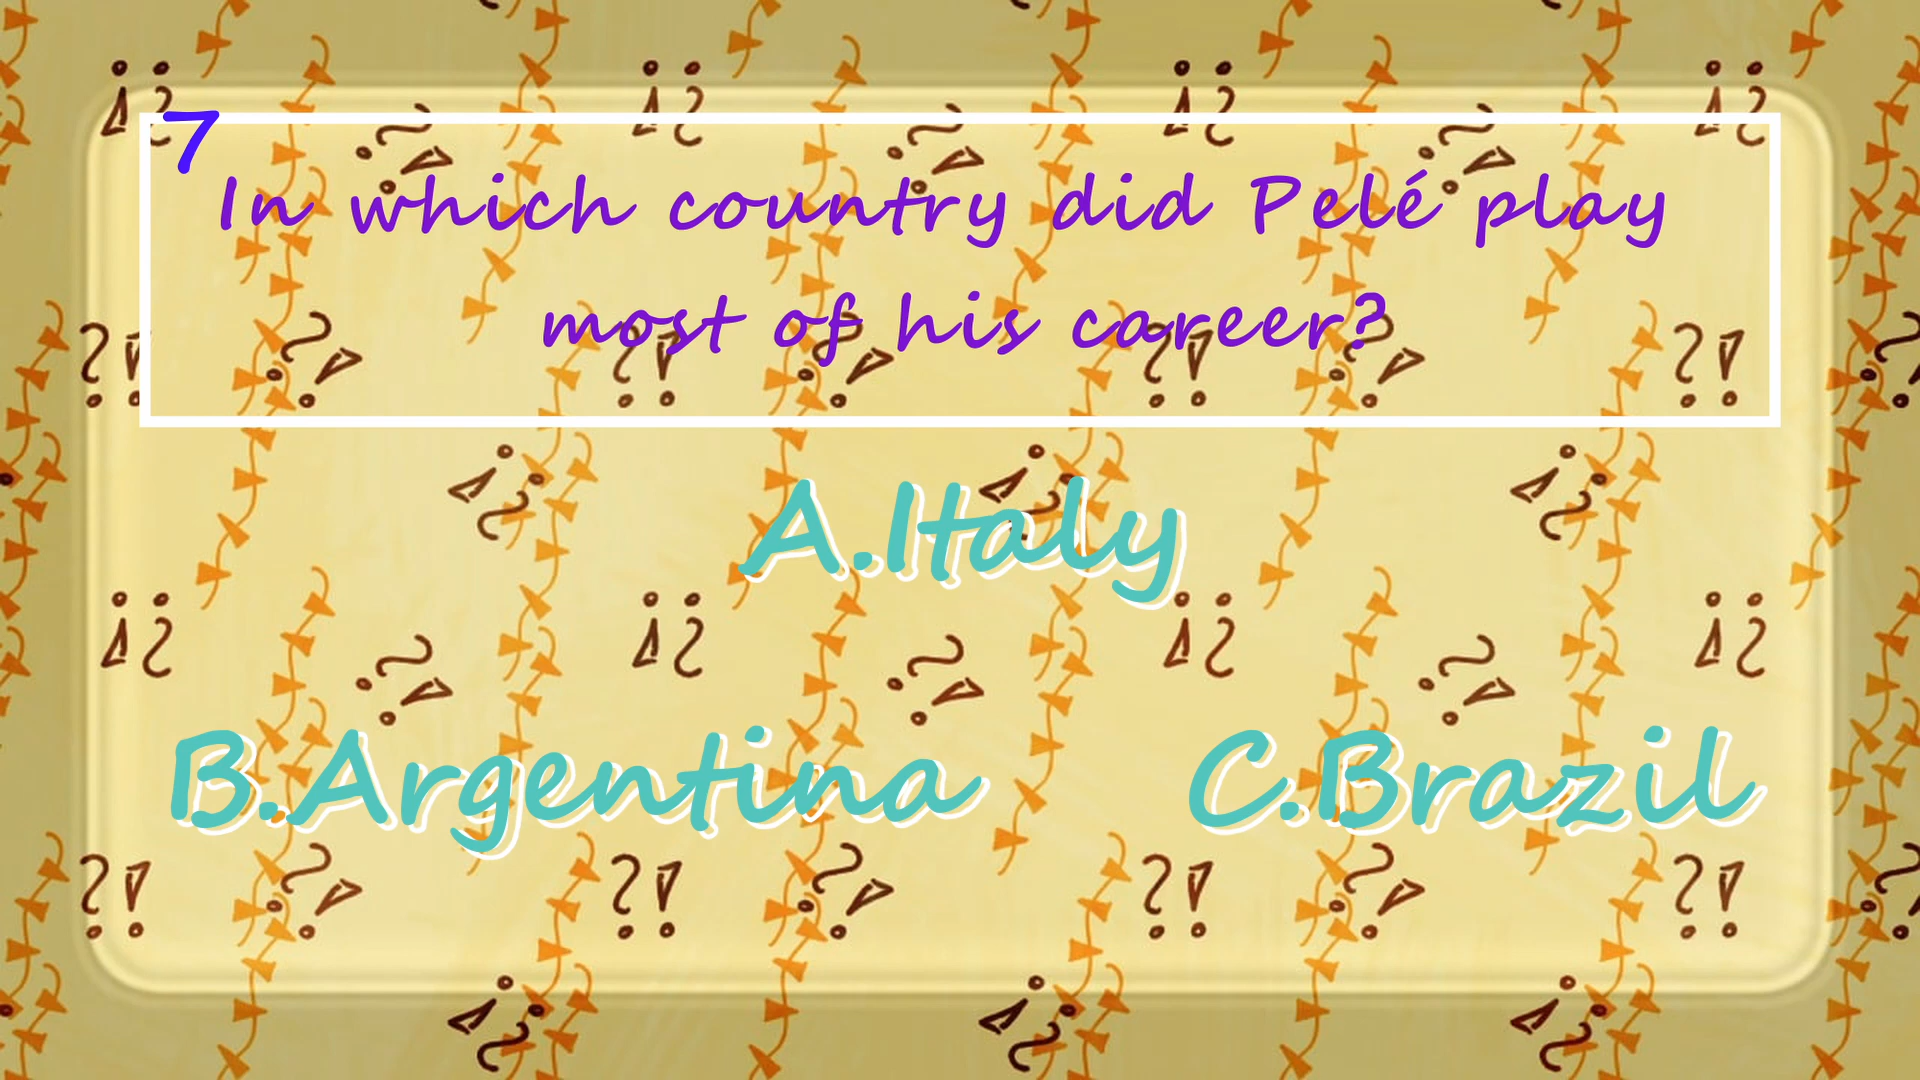 7
In which country did Pelé play
most of his career?
A.Italy
B.Argentina
C.Brazil